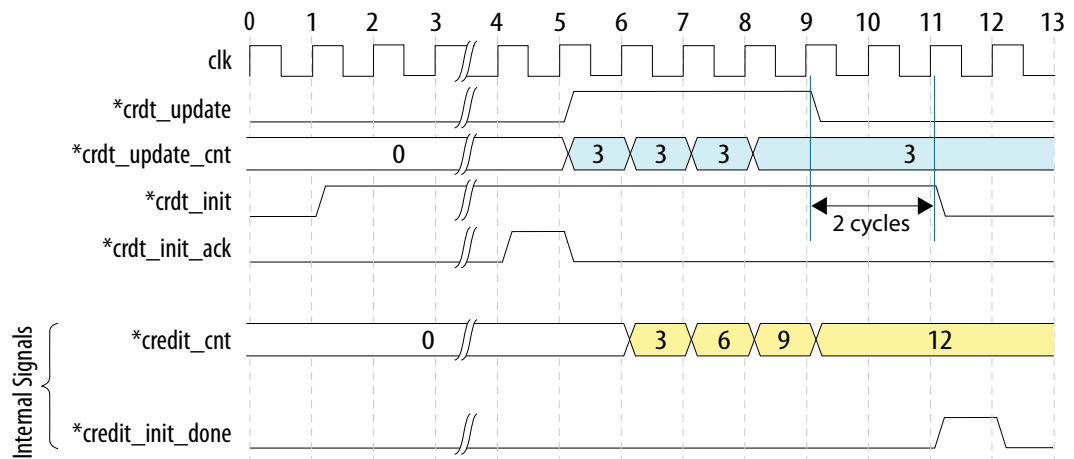 0 1 2 3 4 5 6 7 8 9 10 11 12 13
clk
*crdt_update
*crdt_update_cnt 0 3 3 3 3
*crdt_init
2 cycles
*crdt_init_ack
Internal Signals
*credit_cnt 0 3 6 9 12
*credit_init_done